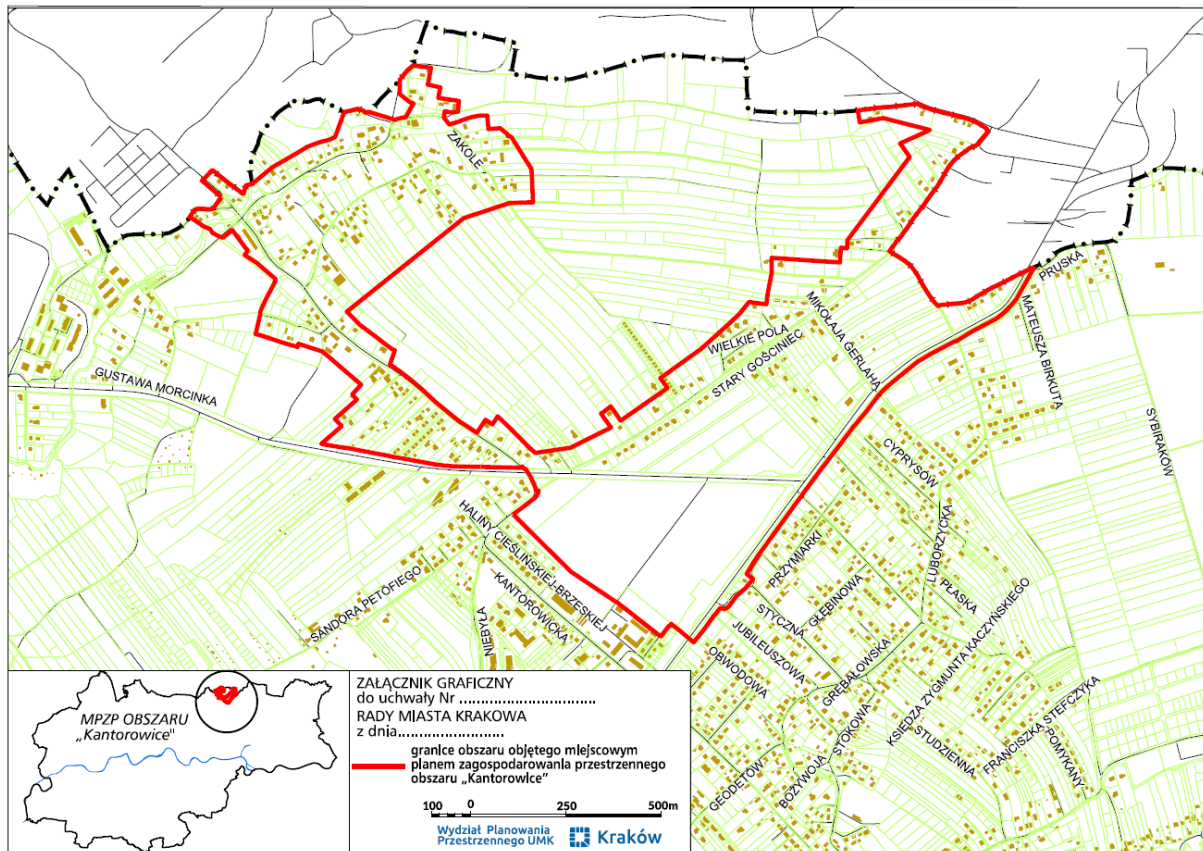 ZAKOLE
PRUSKA
MATEUSZA BIRKUTA
MIKOŁAJA GERLAHA
WIELKIE POLA
STARY GOŚCINIEC
GUSTAWA MORCINKA
SYBIRAKÓW
CYPRYSÓW
LUBORZYCKA
HALINY CIEŚLIŃSKIEJ-BRZESKIEJ
PRZYMIARKI
GŁĘBINOWA
PŁASKA
SÁNDORA PETÖFIEGO
KANTOROWICKA
NIEBYŁA
STYCZNA
JUBILEUSZOWA
OBWODOWA
GRĘBAŁOWSKA
KSIĘDZA ZYGMUNTA KACZYŃSKIEGO
STUDZIENNA
FRANCISZKA STEFCZYKA
POMYKANY
STOKOWA
BOŻYWOJA
GEODETÓW
MPZP OBSZARU
„Kantorowice"
ZAŁĄCZNIK GRAFICZNY
do uchwały Nr ................................
RADY MIASTA KRAKOWA
z dnia.........................
granice obszaru objętego miejscowym
planem zagospodarowania przestrzennego
obszaru „Kantorowice"
100 0 250 500m
Wydział Planowania
Przestrzennego UMK
Kraków